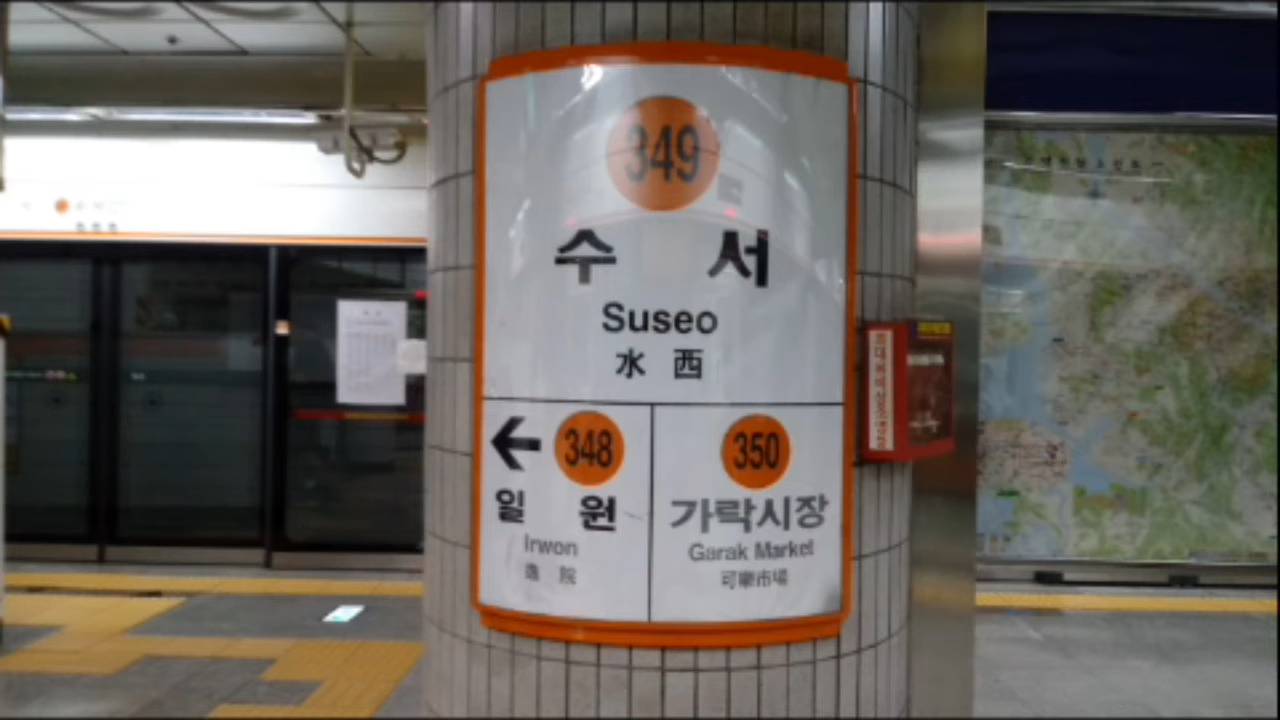 349
수 서
Suseo
水 西
← 348
일 원
Irwon
逸 院
350
가락시장
Garak Market
可樂市場